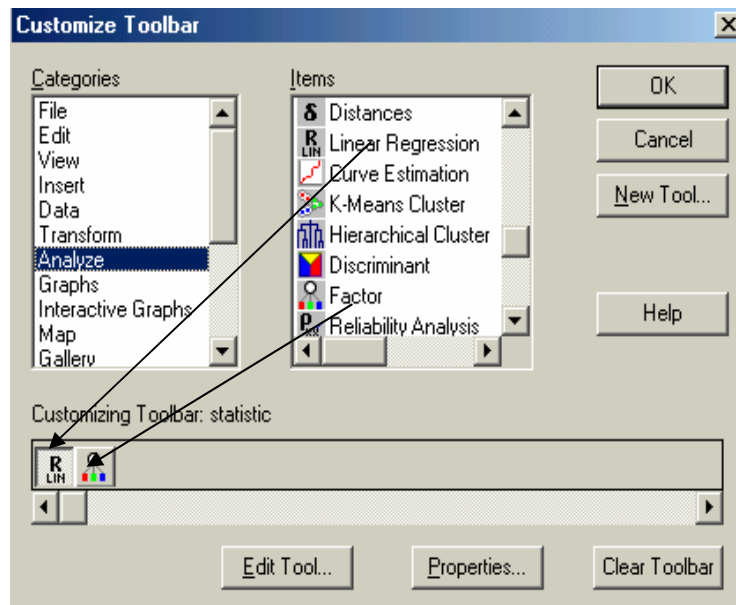 Customize Toolbar
Categories
File
Edit
View
Insert
Data
Transform
Analyze
Graphs
Interactive Graphs
Map
Gallery
Items
δ Distances
R LIN Linear Regression
Curve Estimation
K-Means Cluster
Hierarchical Cluster
Discriminant
Factor
Reliability Analysis
OK
Cancel
New Tool...
Help
Customizing Toolbar: statistic
R
LIN
Edit Tool...
Properties...
Clear Toolbar